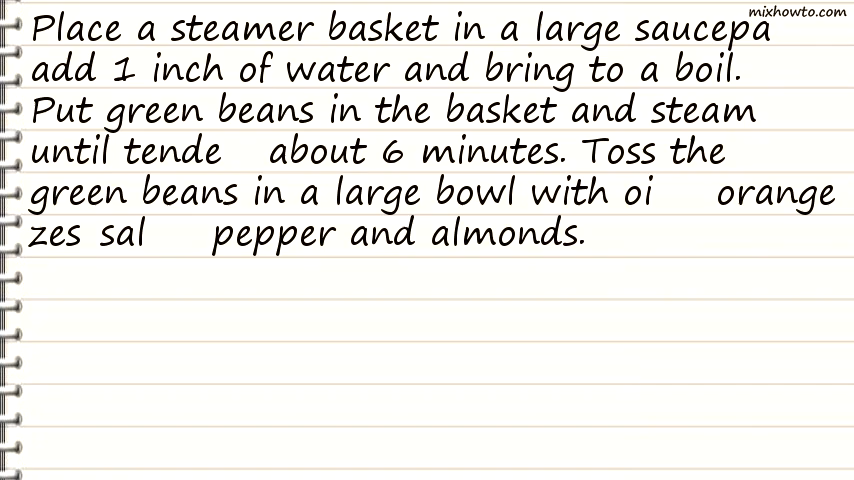 mixhowto.com
Place a steamer basket in a large saucepa
add 1 inch of water and bring to a boil.
Put green beans in the basket and steam
until tende about 6 minutes. Toss the
green beans in a large bowl with oi orange
zes sal pepper and almonds.